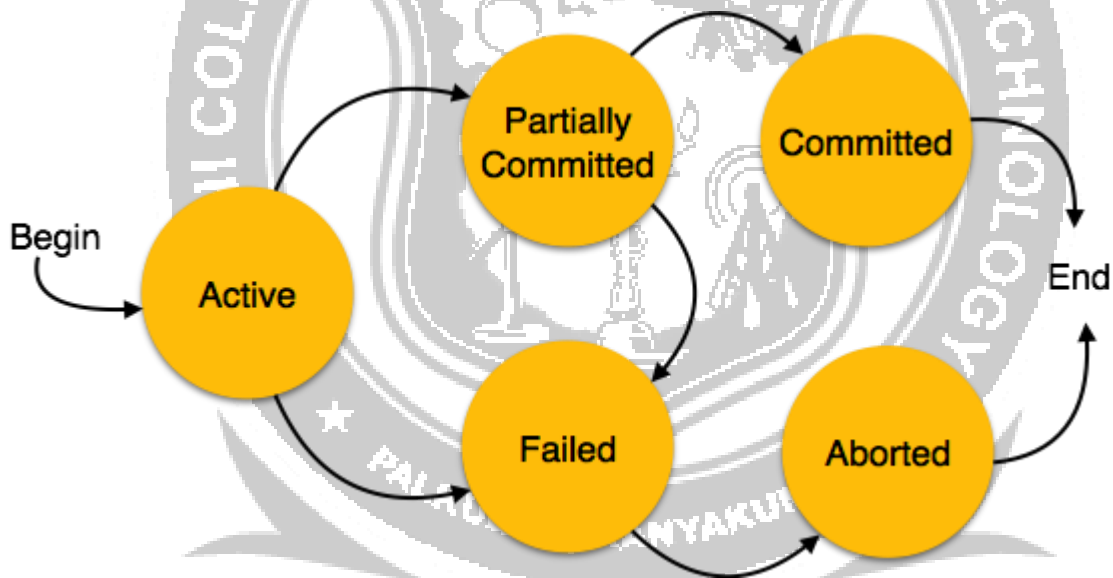 Partially
Committed
Committed
Begin
Active
End
Failed
Aborted